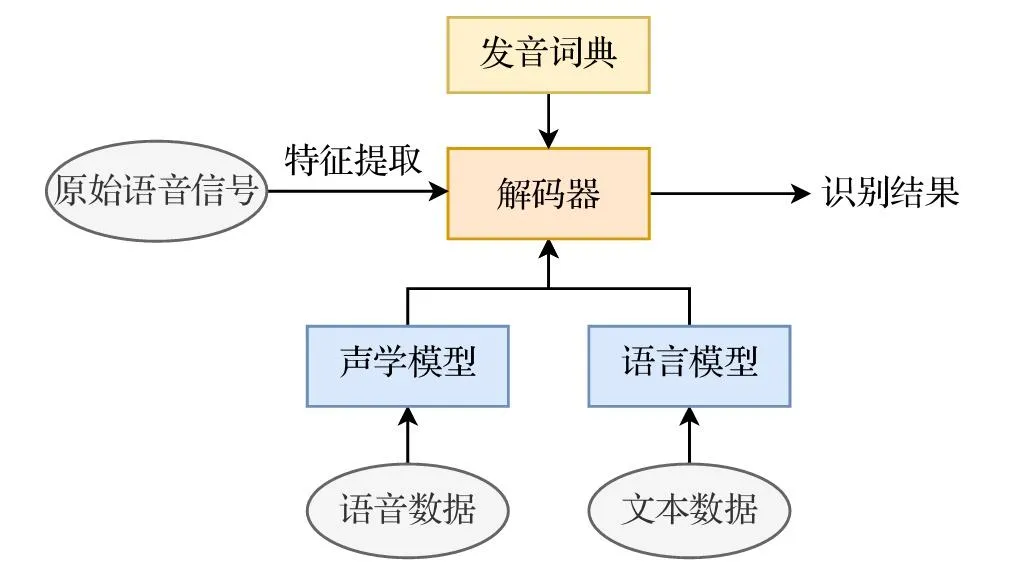 发音词典
特征提取
原始语音信号
解码器
识别结果
声学模型
语言模型
语音数据
文本数据